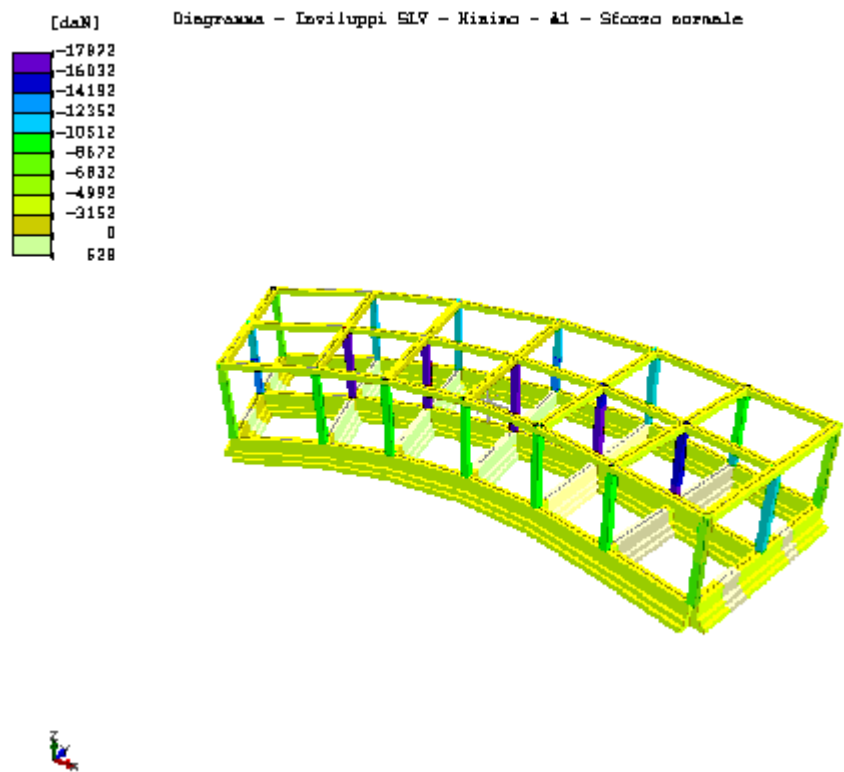 [daN]
Diagramma - Inviluppi SLV - Minimo - A1 - Sforzo normale
-17872
-16032
-14192
-12352
-10512
-8672
-6832
-4992
-3152
0
628
Z
Y
X